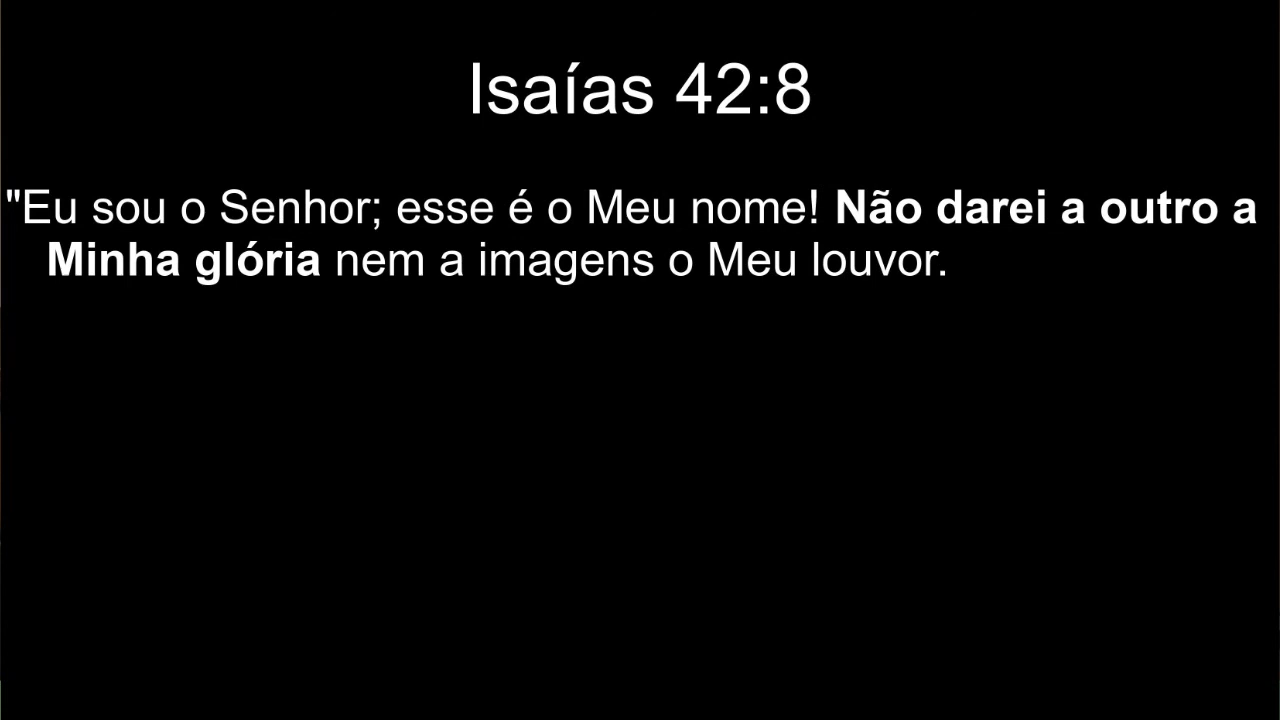 Isaías 42:8
"Eu sou o Senhor; esse é o Meu nome! Não darei a outro a
Minha glória nem a imagens o Meu louvor.